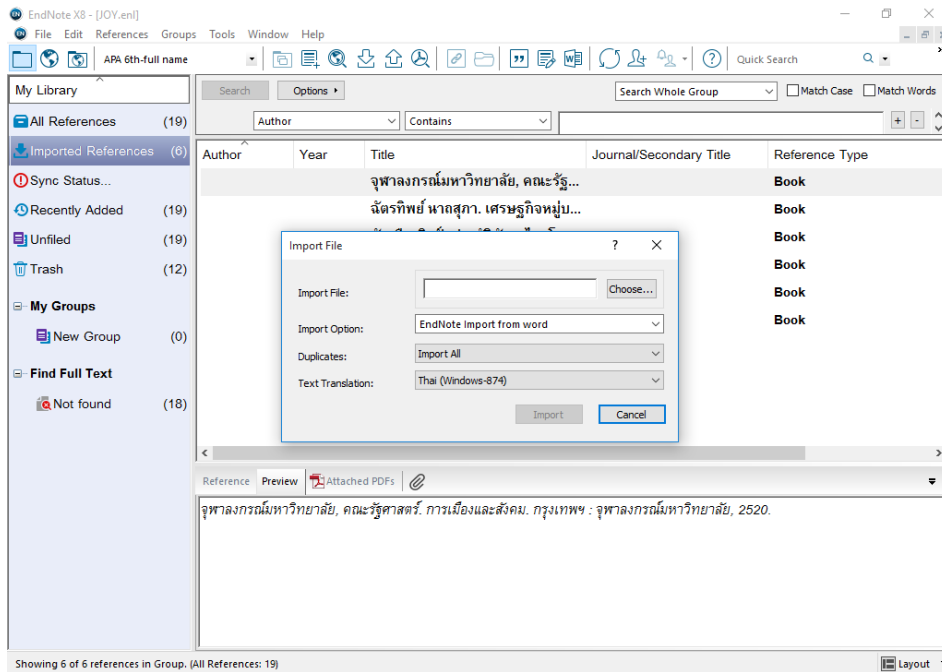 EndNote X8 - [JOY.enl]
File Edit References Groups Tools Window Help
APA 6th-full name
Quick Search
My Library
Search Options
Search Whole Group Match Case Match Words
Author Contains + -
All References (19)
Imported References (6)
Sync Status...
Recently Added (19)
Unfiled (19)
Trash (12)
My Groups
New Group (0)
Find Full Text
Not found (18)
Author Year Title Journal/Secondary Title Reference Type
จุฬาลงกรณ์มหาวิทยาลัย, คณะรัฐ... Book
ฉัตรทิพย์ นาถสุภา. เศรษฐกิจหมู่บ... Book
Book
Book
Book
Book
Import File ? X
Import File: Choose...
Import Option: EndNote Import from word
Duplicates: Import All
Text Translation: Thai (Windows-874)
Import Cancel
Reference Preview Attached PDFs
จุฬาลงกรณ์มหาวิทยาลัย, คณะรัฐศาสตร์. การเมืองและสังคม. กรุงเทพฯ : จุฬาลงกรณ์มหาวิทยาลัย, 2520.
Showing 6 of 6 references in Group. (All References: 19) Layout